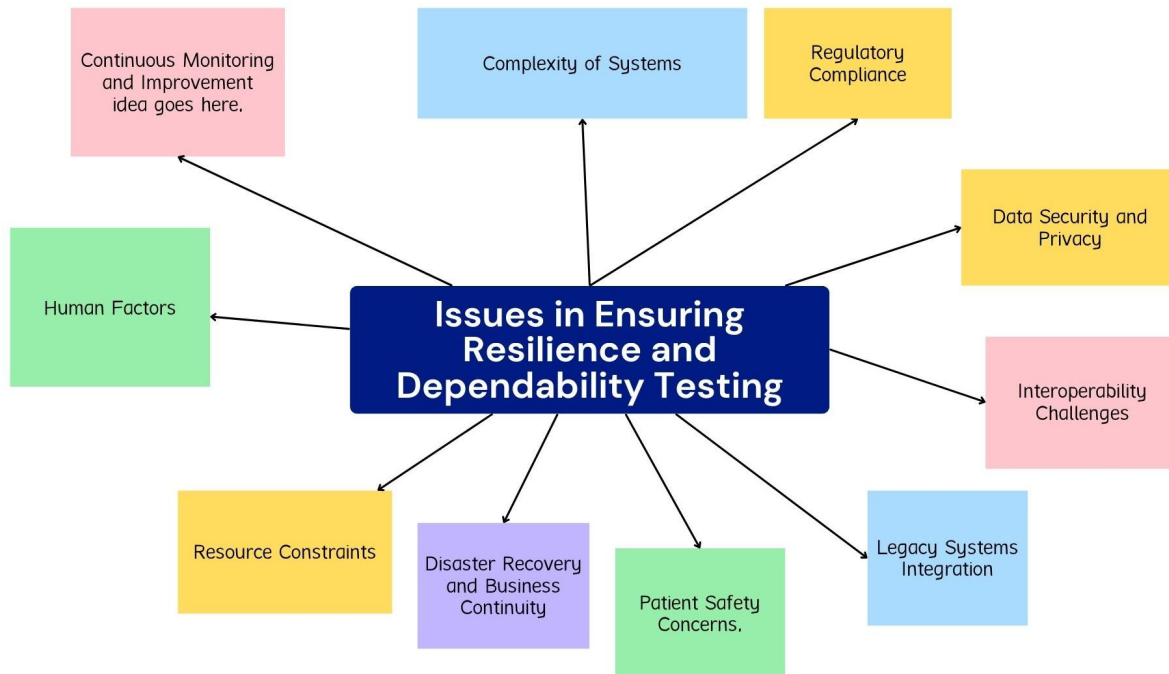 Continuous Monitoring
and Improvement
idea goes here.
Complexity of Systems
Regulatory
Compliance
Data Security and
Privacy
Human Factors
Issues in Ensuring
Resilience and
Dependability Testing
Interoperability
Challenges
Resource Constraints
Disaster Recovery
and Business
Continuity
Patient Safety
Concerns.
Legacy Systems
Integration